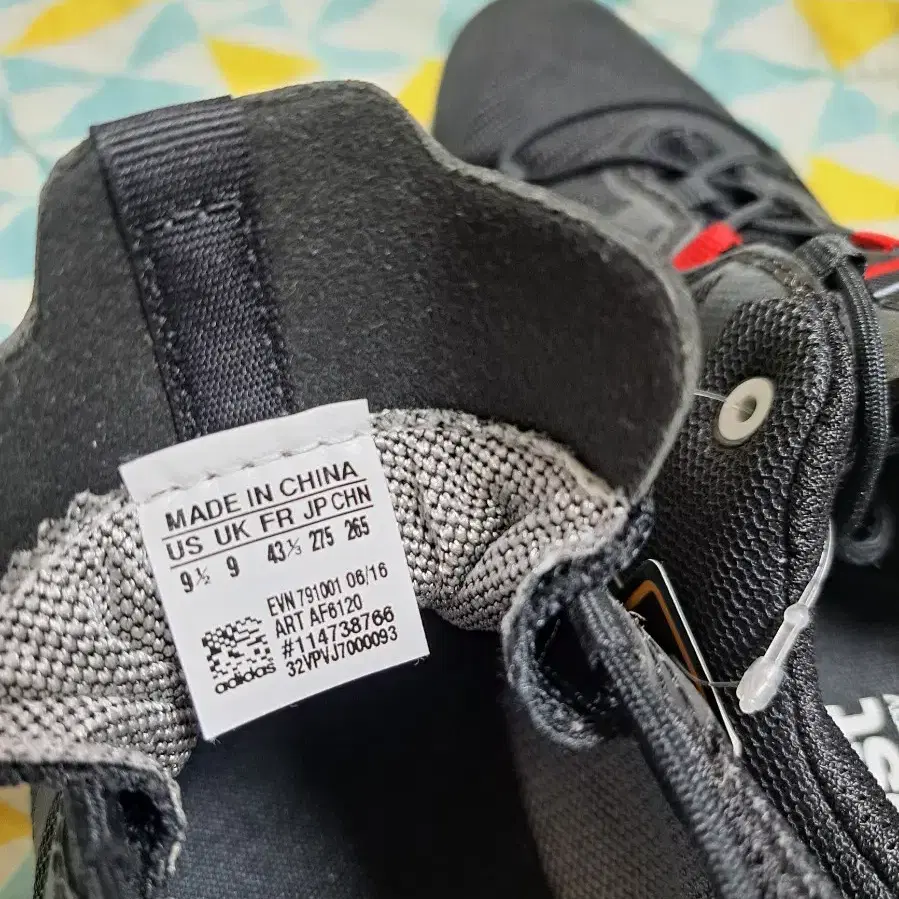 MADE IN CHINA
US UK FR JP CHN
9½ 9 43⅓ 275 265
EVN 791001 06/16
ART AF6120
#114738766
32VPVJ7000093
adidas